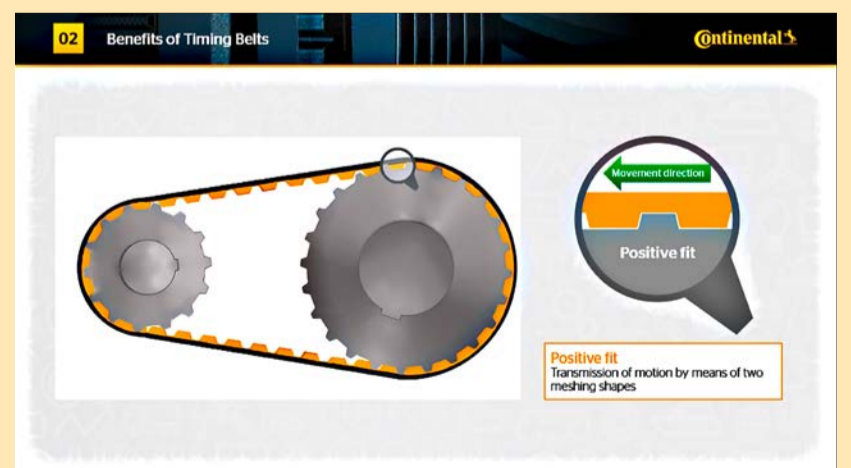 02 Benefits of Timing Belts
Continental
Movement direction
Positive fit
Positive fit
Transmission of motion by means of two
meshing shapes